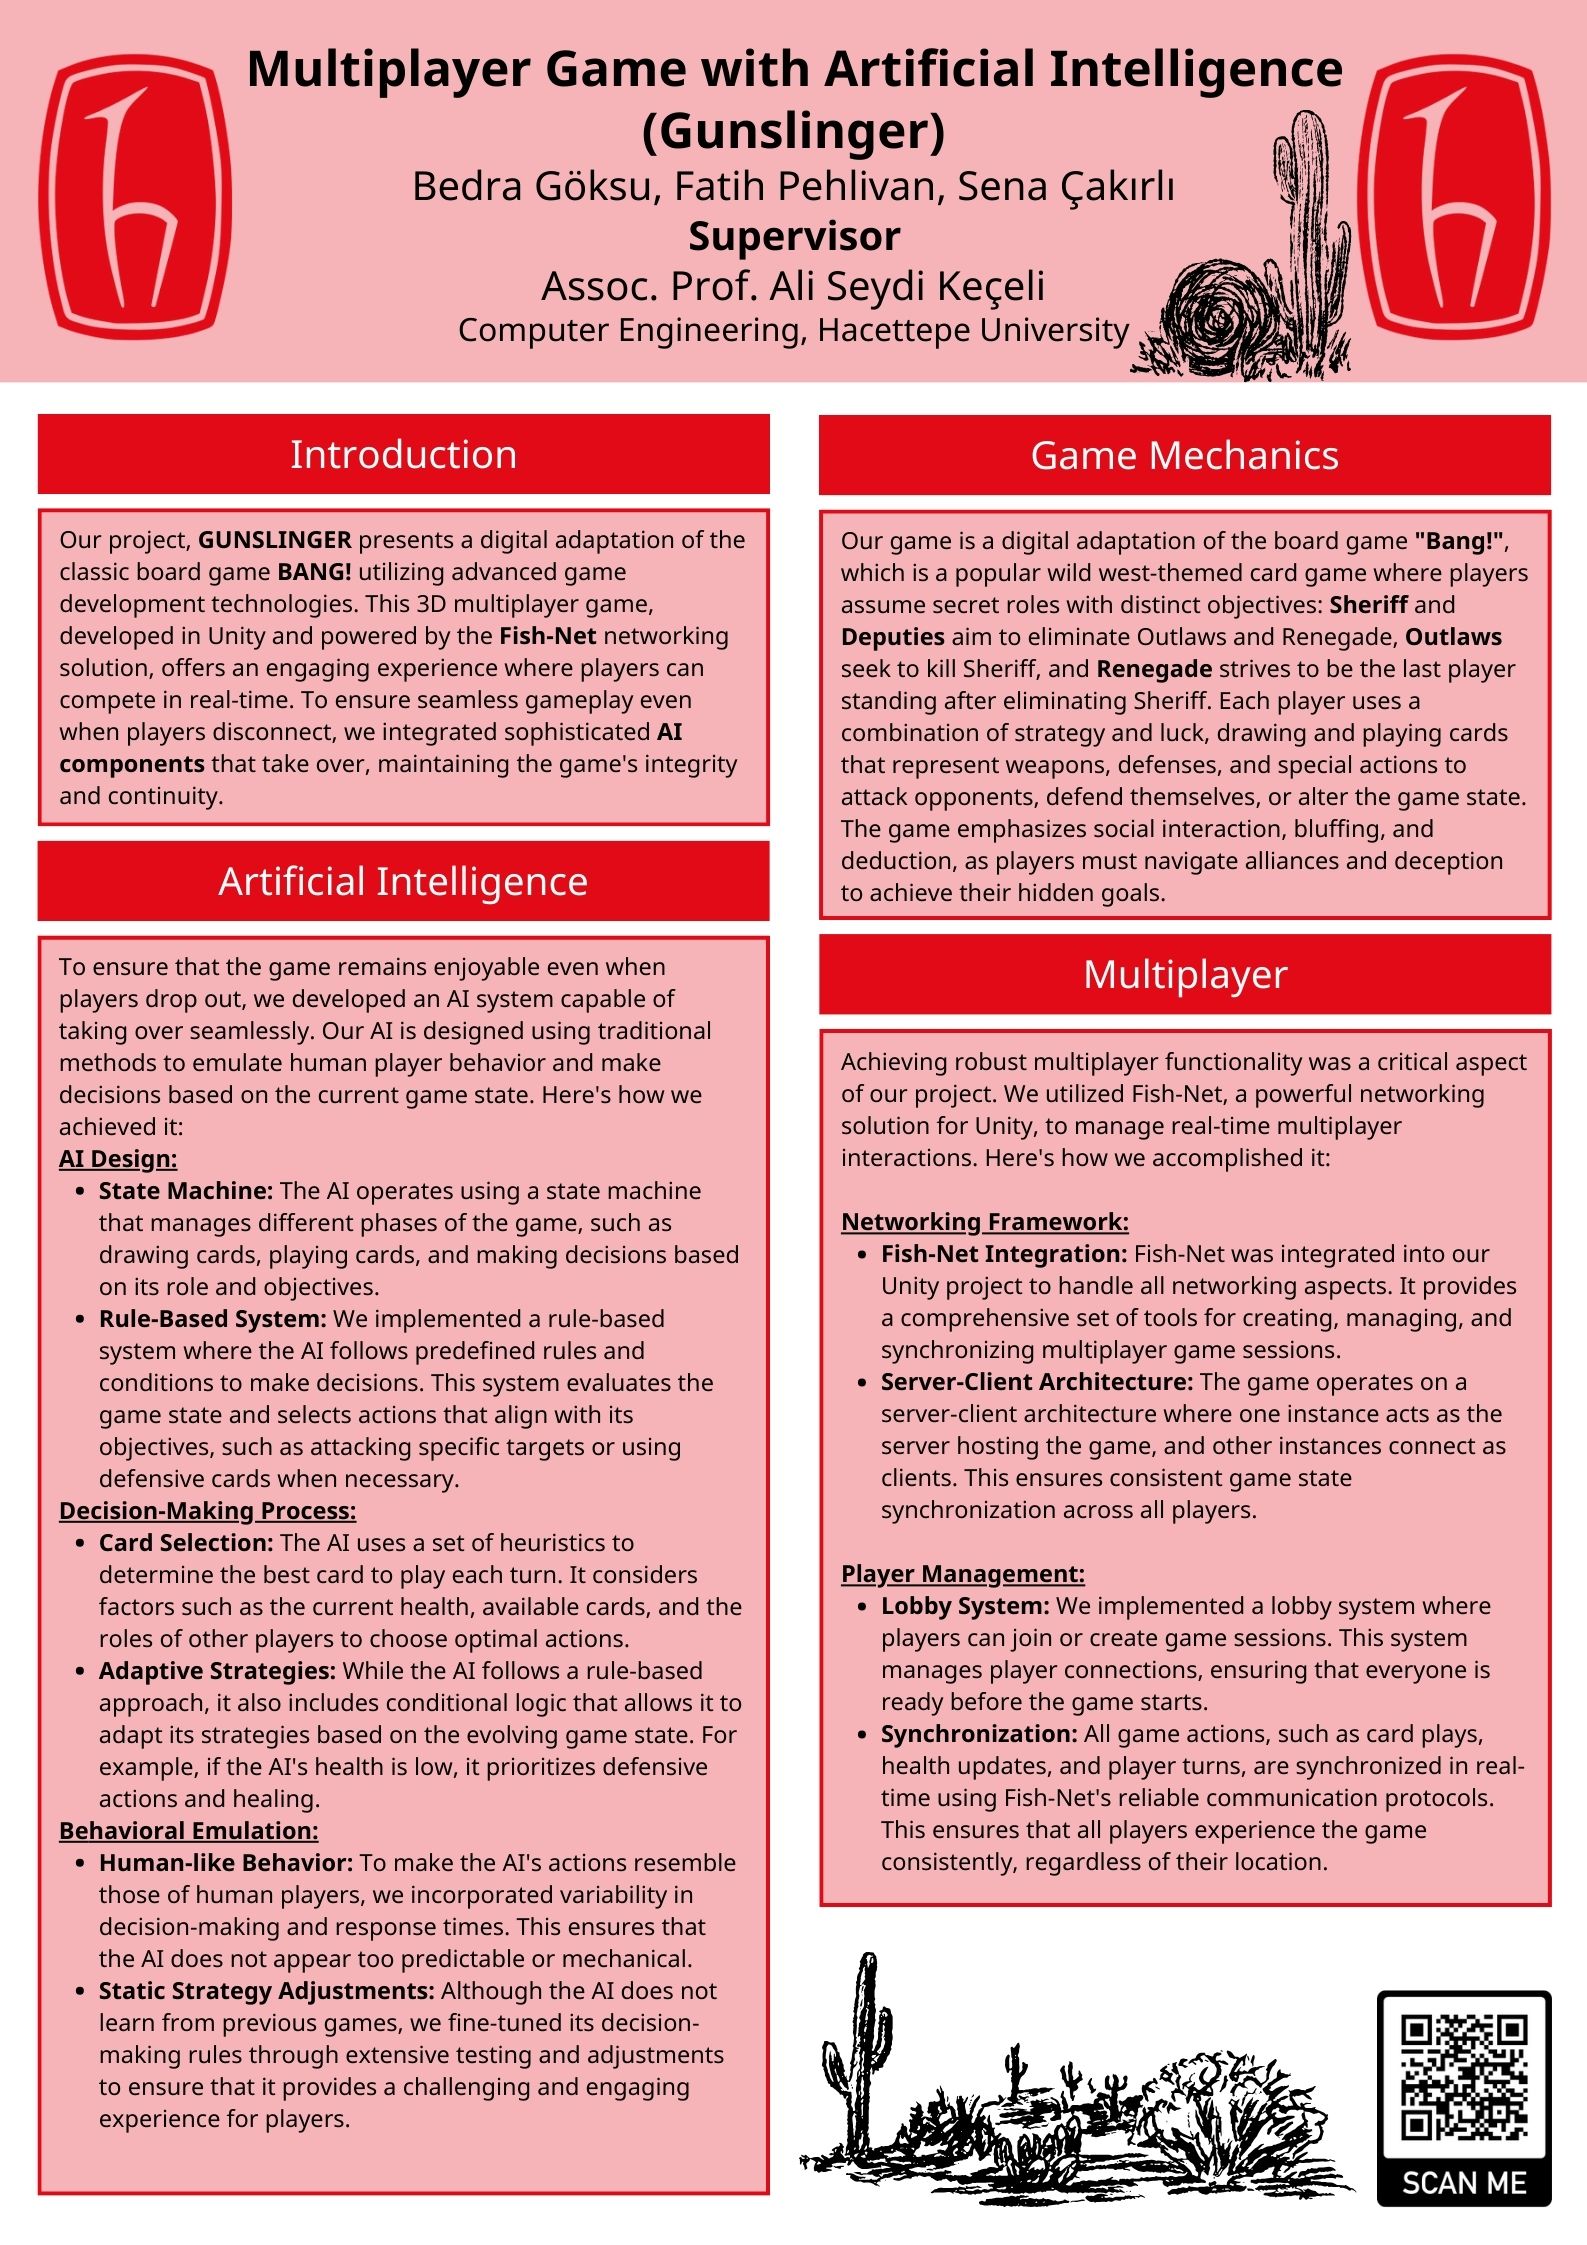 Multiplayer Game with Artificial Intelligence
(Gunslinger)
Bedra Göksu, Fatih Pehlivan, Sena Çakırlı
Supervisor
Assoc. Prof. Ali Seydi Keçeli
Computer Engineering, Hacettepe University
Introduction
Our project, GUNSLINGER presents a digital adaptation of the
classic board game BANG! utilizing advanced game
development technologies. This 3D multiplayer game,
developed in Unity and powered by the Fish-Net networking
solution, offers an engaging experience where players can
compete in real-time. To ensure seamless gameplay even
when players disconnect, we integrated sophisticated AI
components that take over, maintaining the game's integrity
and continuity.
Artificial Intelligence
To ensure that the game remains enjoyable even when
players drop out, we developed an AI system capable of
taking over seamlessly. Our AI is designed using traditional
methods to emulate human player behavior and make
decisions based on the current game state. Here's how we
achieved it:
AI Design:
• State Machine: The AI operates using a state machine
that manages different phases of the game, such as
drawing cards, playing cards, and making decisions based
on its role and objectives.
• Rule-Based System: We implemented a rule-based
system where the AI follows predefined rules and
conditions to make decisions. This system evaluates the
game state and selects actions that align with its
objectives, such as attacking specific targets or using
defensive cards when necessary.
Decision-Making Process:
• Card Selection: The AI uses a set of heuristics to
determine the best card to play each turn. It considers
factors such as the current health, available cards, and the
roles of other players to choose optimal actions.
• Adaptive Strategies: While the AI follows a rule-based
approach, it also includes conditional logic that allows it to
adapt its strategies based on the evolving game state. For
example, if the AI's health is low, it prioritizes defensive
actions and healing.
Behavioral Emulation:
• Human-like Behavior: To make the AI's actions resemble
those of human players, we incorporated variability in
decision-making and response times. This ensures that
the AI does not appear too predictable or mechanical.
• Static Strategy Adjustments: Although the AI does not
learn from previous games, we fine-tuned its decision-
making rules through extensive testing and adjustments
to ensure that it provides a challenging and engaging
experience for players.
Game Mechanics
Our game is a digital adaptation of the board game "Bang!",
which is a popular wild west-themed card game where players
assume secret roles with distinct objectives: Sheriff and
Deputies aim to eliminate Outlaws and Renegade, Outlaws
seek to kill Sheriff, and Renegade strives to be the last player
standing after eliminating Sheriff. Each player uses a
combination of strategy and luck, drawing and playing cards
that represent weapons, defenses, and special actions to
attack opponents, defend themselves, or alter the game state.
The game emphasizes social interaction, bluffing, and
deduction, as players must navigate alliances and deception
to achieve their hidden goals.
Multiplayer
Achieving robust multiplayer functionality was a critical aspect
of our project. We utilized Fish-Net, a powerful networking
solution for Unity, to manage real-time multiplayer
interactions. Here's how we accomplished it:
Networking Framework:
• Fish-Net Integration: Fish-Net was integrated into our
Unity project to handle all networking aspects. It provides
a comprehensive set of tools for creating, managing, and
synchronizing multiplayer game sessions.
• Server-Client Architecture: The game operates on a
server-client architecture where one instance acts as the
server hosting the game, and other instances connect as
clients. This ensures consistent game state
synchronization across all players.
Player Management:
• Lobby System: We implemented a lobby system where
players can join or create game sessions. This system
manages player connections, ensuring that everyone is
ready before the game starts.
• Synchronization: All game actions, such as card plays,
health updates, and player turns, are synchronized in real-
time using Fish-Net's reliable communication protocols.
This ensures that all players experience the game
consistently, regardless of their location.
SCAN ME